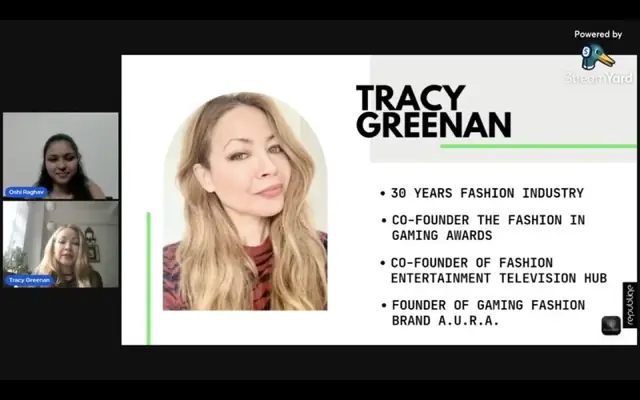 Powered by
StreamYard
TRACY
GREENAN
• 30 YEARS FASHION INDUSTRY
• CO-FOUNDER THE FASHION IN
GAMING AWARDS
• CO-FOUNDER OF FASHION
ENTERTAINMENT TELEVISION HUB
• FOUNDER OF GAMING FASHION
BRAND A.U.R.A.
Oshi Raghav
Tracy Greenan